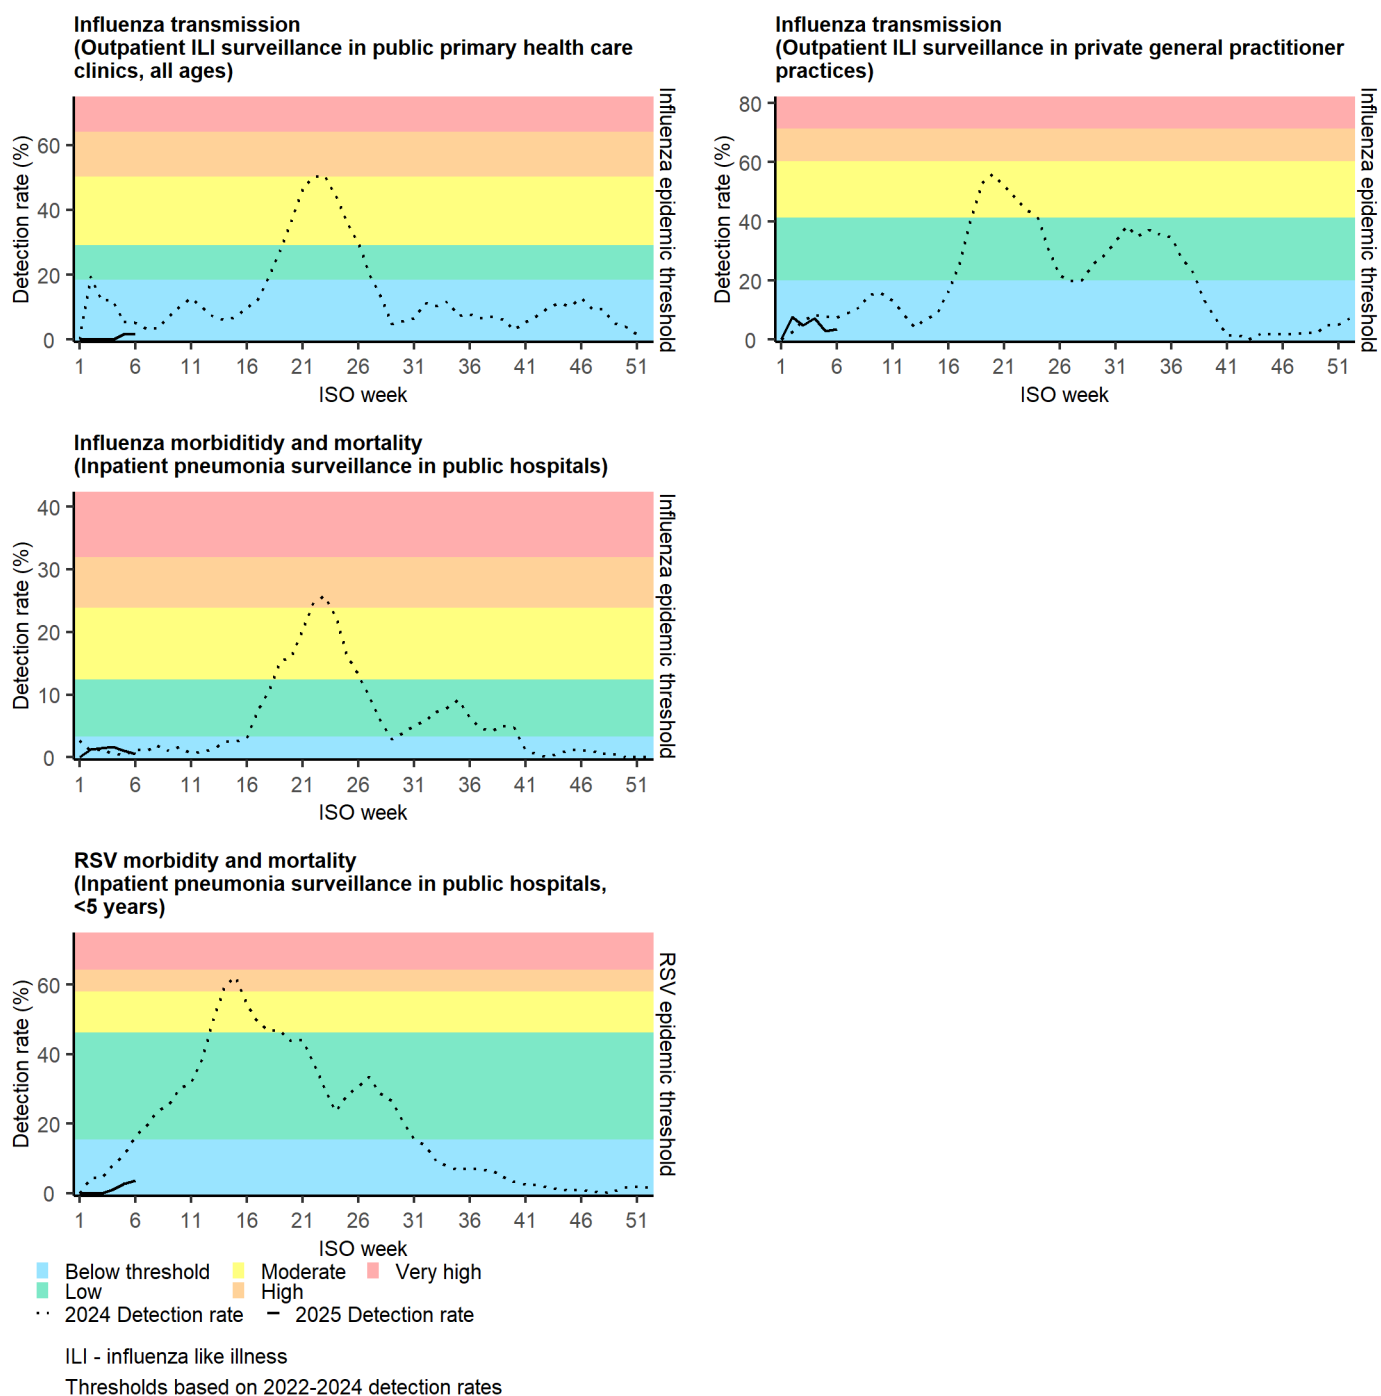 Influenza transmission
(Outpatient ILI surveillance in public primary health care
clinics, all ages)
Detection rate (%)
60
40
20
0
1 6 11 16 21 26 31 36 41 46 51
ISO week
Influenza epidemic threshold
Influenza transmission
(Outpatient ILI surveillance in private general practitioner
practices)
Detection rate (%)
80
60
40
20
0
1 6 11 16 21 26 31 36 41 46 51
ISO week
Influenza epidemic threshold
Influenza morbiditidy and mortality
(Inpatient pneumonia surveillance in public hospitals)
Detection rate (%)
40
30
20
10
0
1 6 11 16 21 26 31 36 41 46 51
ISO week
Influenza epidemic threshold
RSV morbidity and mortality
(Inpatient pneumonia surveillance in public hospitals,
<5 years)
Detection rate (%)
60
40
20
0
1 6 11 16 21 26 31 36 41 46 51
ISO week
RSV epidemic threshold
Below threshold Moderate Very high
Low High
2024 Detection rate 2025 Detection rate
ILI - influenza like illness
Thresholds based on 2022-2024 detection rates